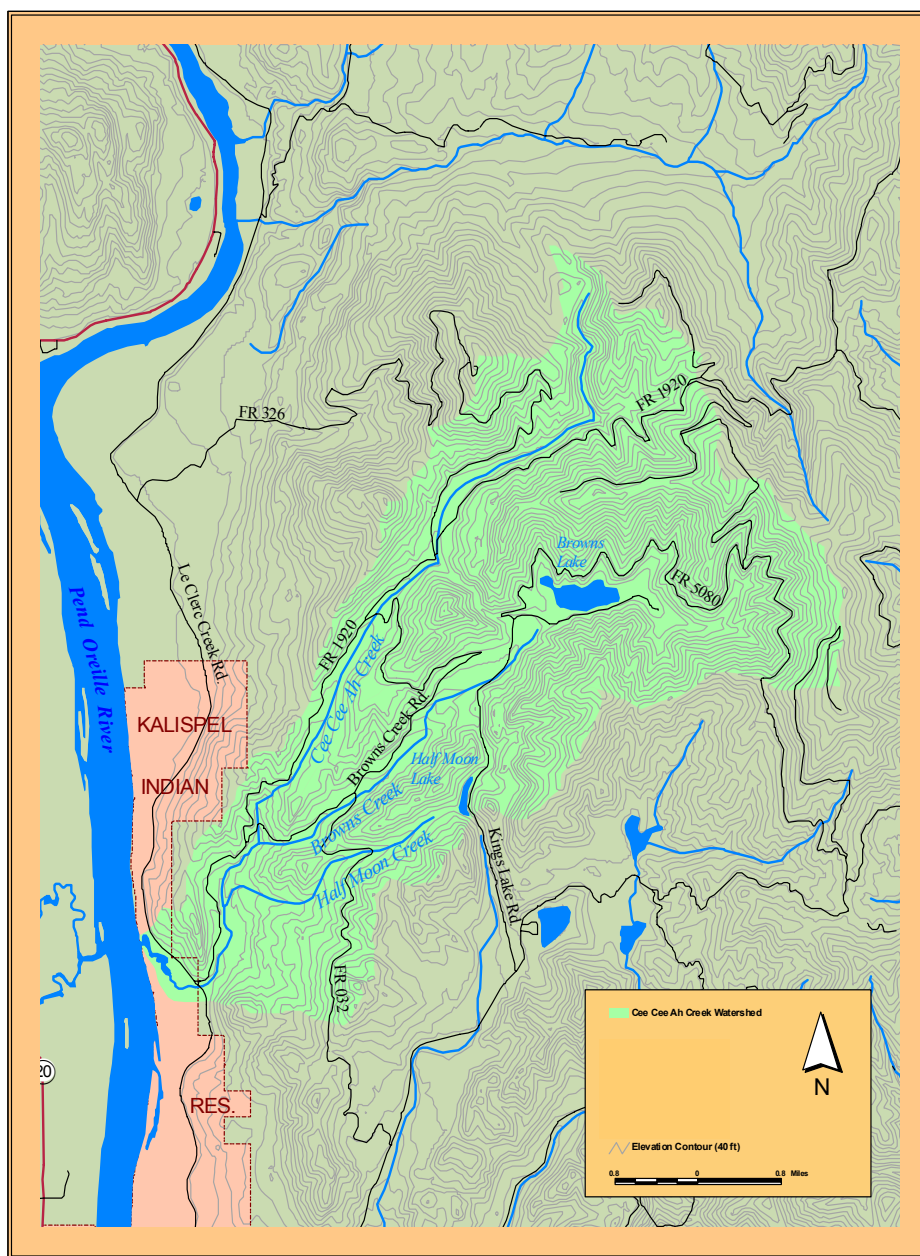 FR 326
FR 1920
Browns
Lake
FR 5080
Le Clerc Creek Rd.
Pend Oreille River
FR 1920
Cee Cee Ah Creek
KALISPEL
Browns Creek Rd.
Half Moon
Lake
INDIAN
Browns Creek
Half Moon Creek
Kings Lake Rd
FR 032
20
RES.
Cee Cee Ah Creek Watershed
N
Elevation Contour (40 ft)
0.8 0 0.8 Miles